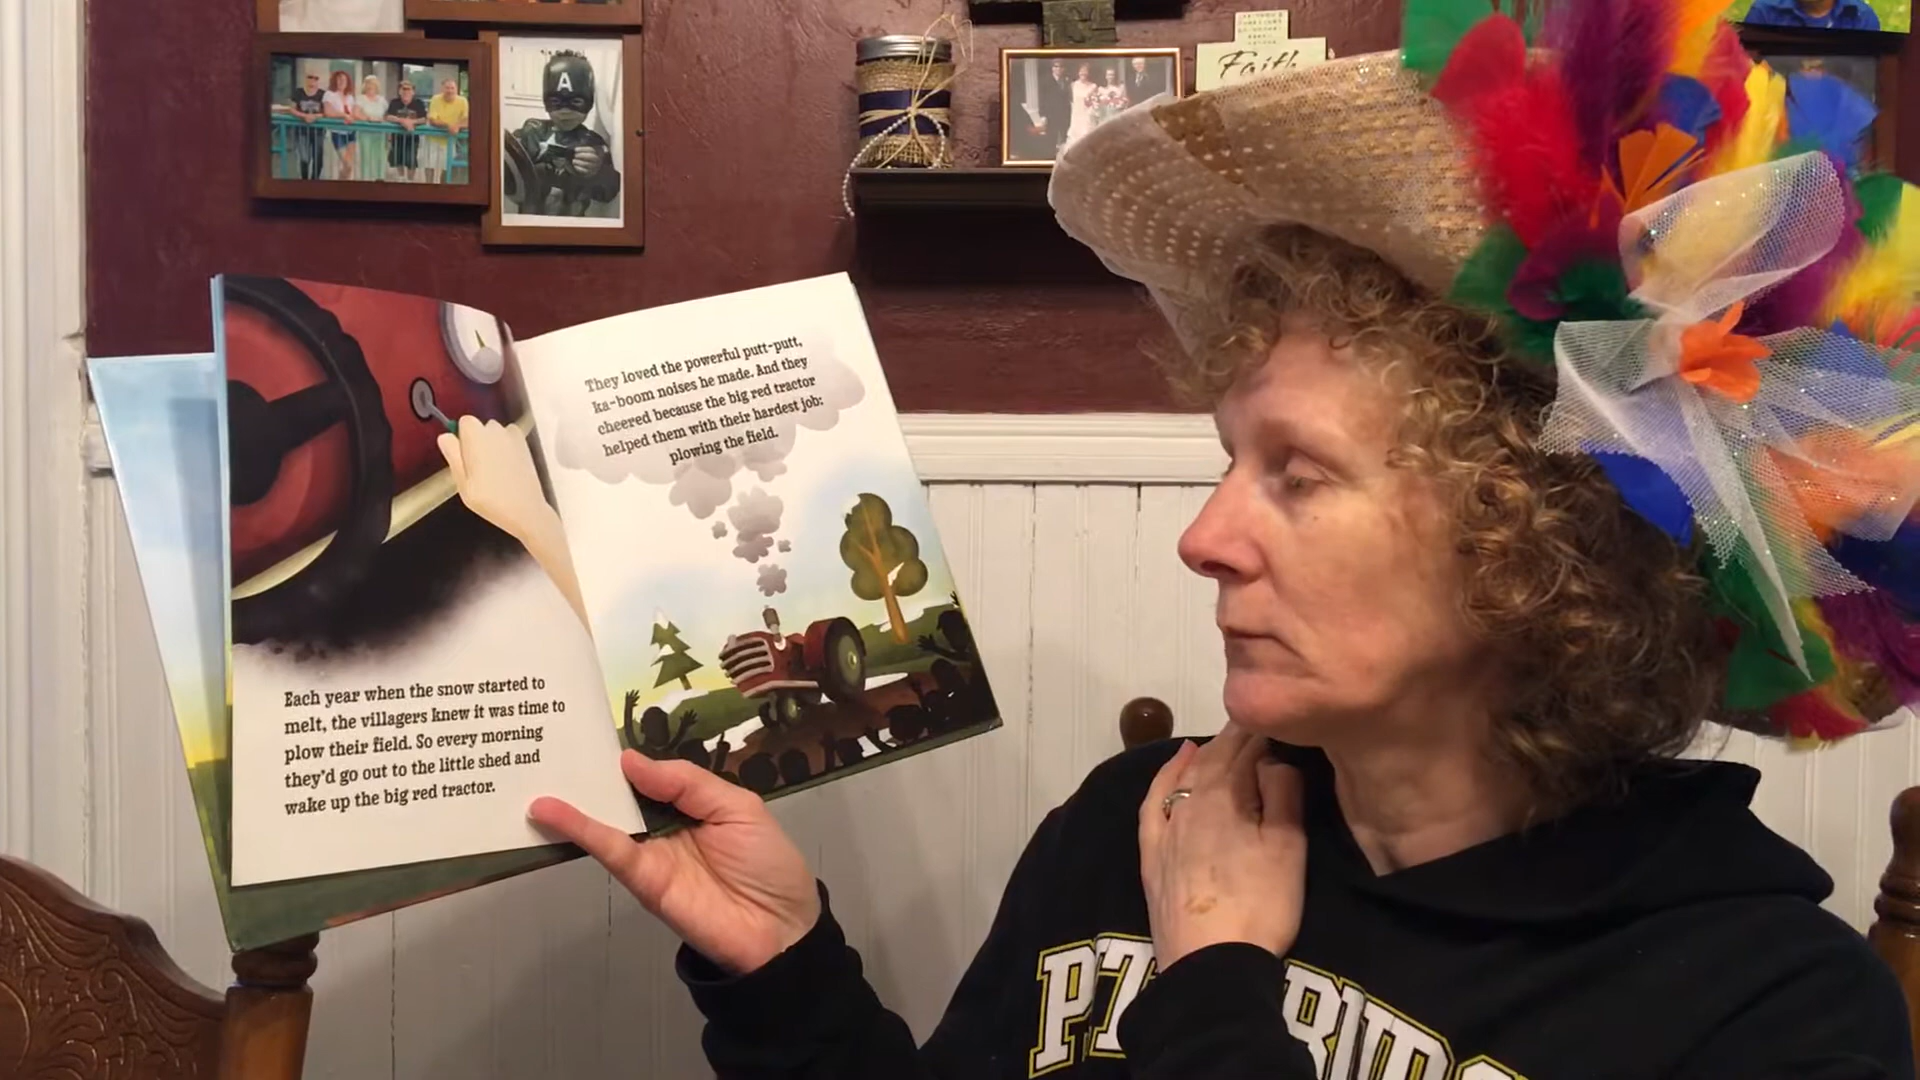 A
Faith
They loved the powerful putt-putt,
ka-boom noises he made. And they
cheered because the big red tractor
helped them with their hardest job:
plowing the field.
Each year when the snow started to
melt, the villagers knew it was time to
plow their field. So every morning
they'd go out to the little shed and
wake up the big red tractor.